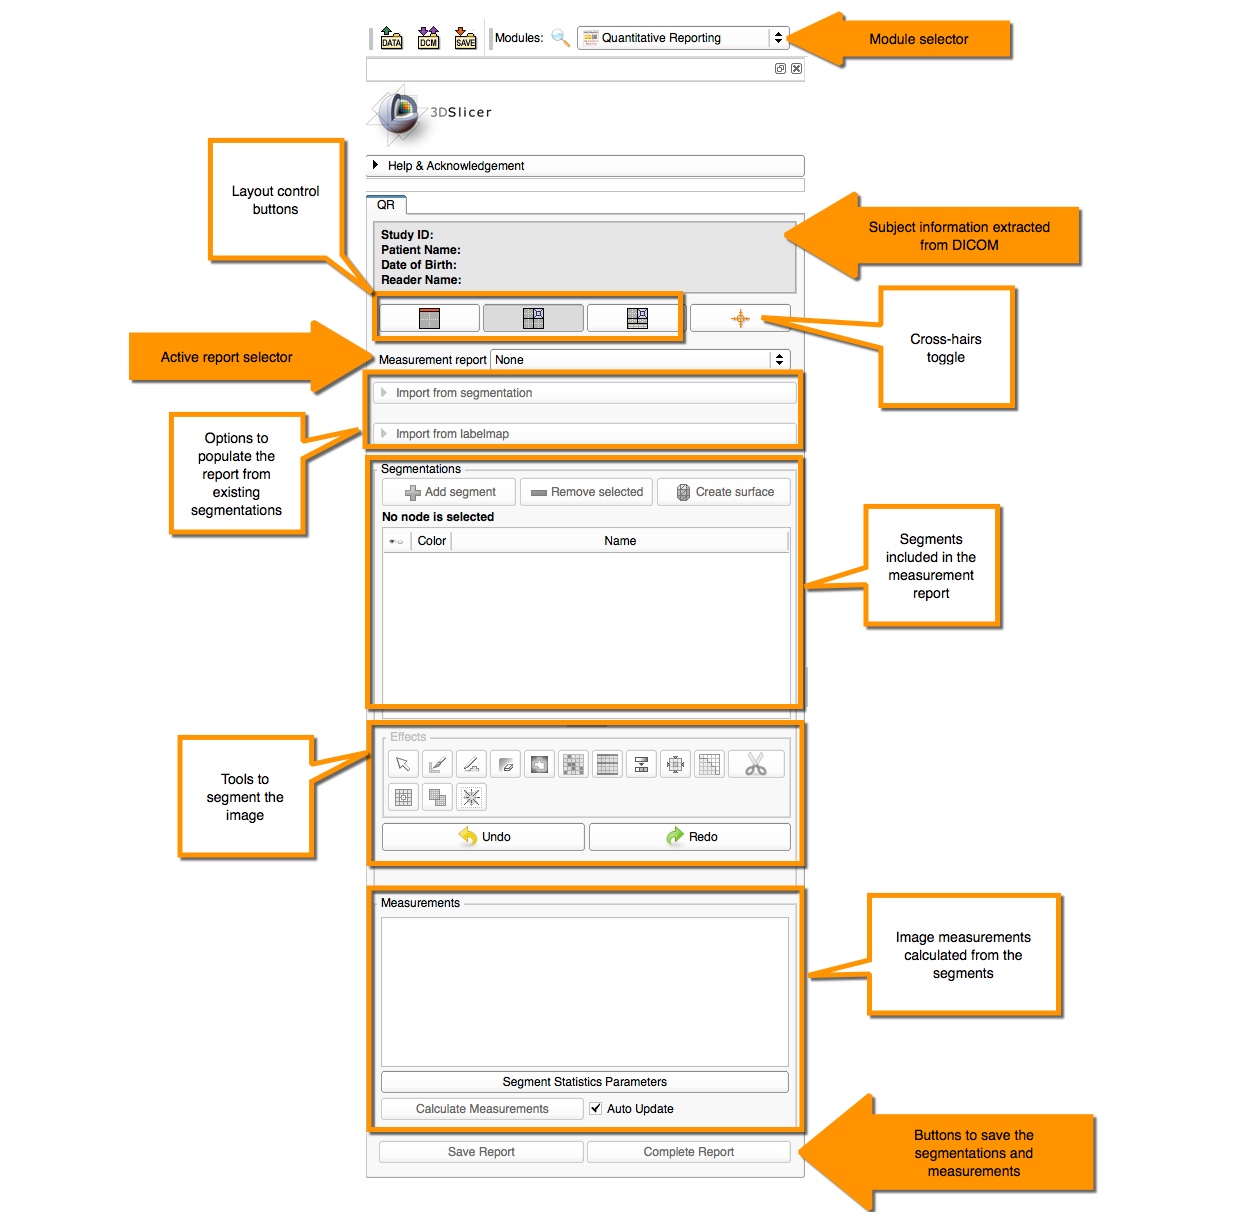 DATA
DCM
SAVE
Modules:
Quantitative Reporting
Module selector
3DSlicer
Help & Acknowledgement
Layout control
buttons
QR
Study ID:
Patient Name:
Date of Birth:
Reader Name:
Subject information extracted
from DICOM
Cross-hairs
toggle
Active report selector
Measurement report
None
Import from segmentation
Import from labelmap
Options to
populate the
report from
existing
segmentations
Segmentations
Add segment
Remove selected
Create surface
No node is selected
Color
Name
Segments
included in the
measurement
report
Effects
Tools to
segment the
image
Undo
Redo
Measurements
Image measurements
calculated from the
segments
Segment Statistics Parameters
Calculate Measurements
Auto Update
Save Report
Complete Report
Buttons to save the
segmentations and
measurements